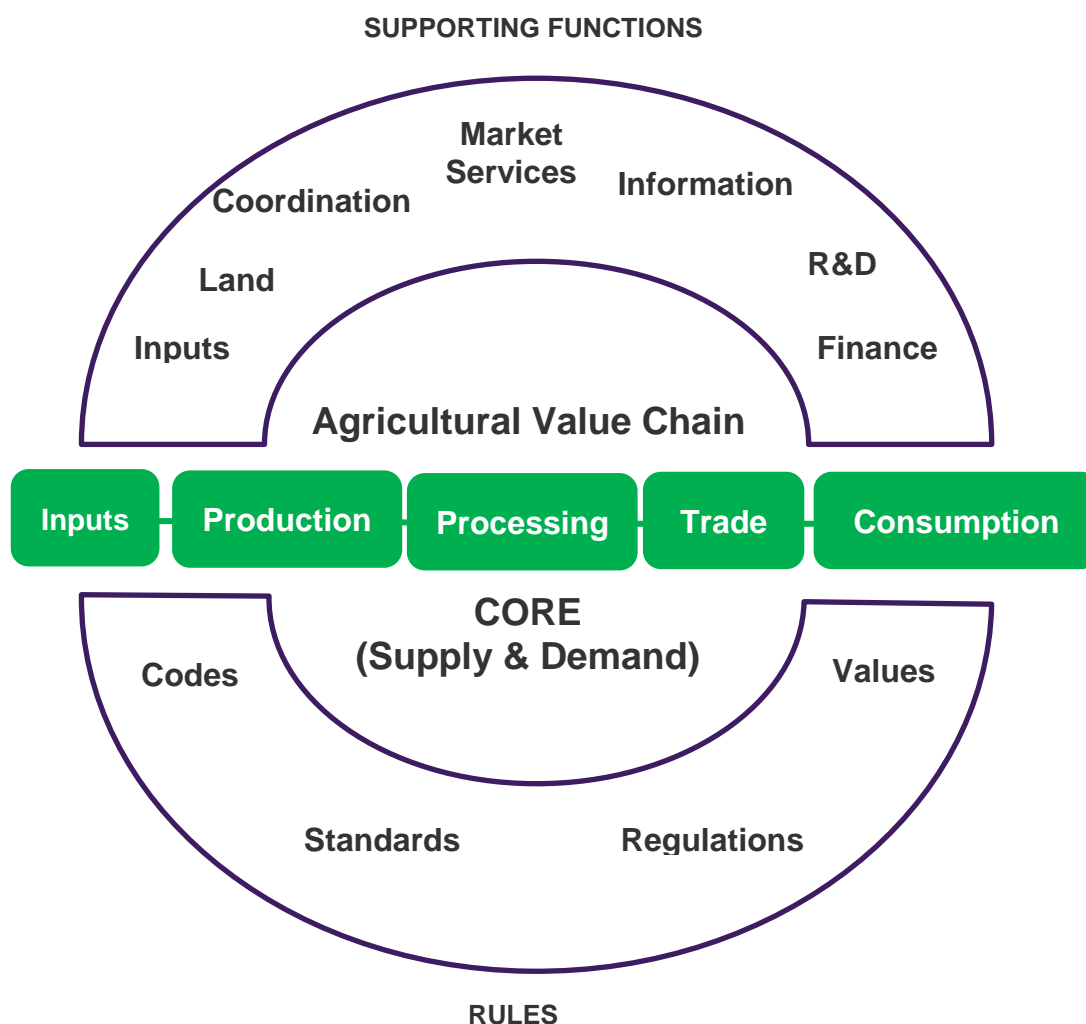 SUPPORTING FUNCTIONS
Market
Services
Information
Coordination
R&D
Land
Inputs
Finance
Agricultural Value Chain
Inputs
Production
Processing
Trade
Consumption
CORE
(Supply & Demand)
Codes
Values
Standards
Regulations
RULES